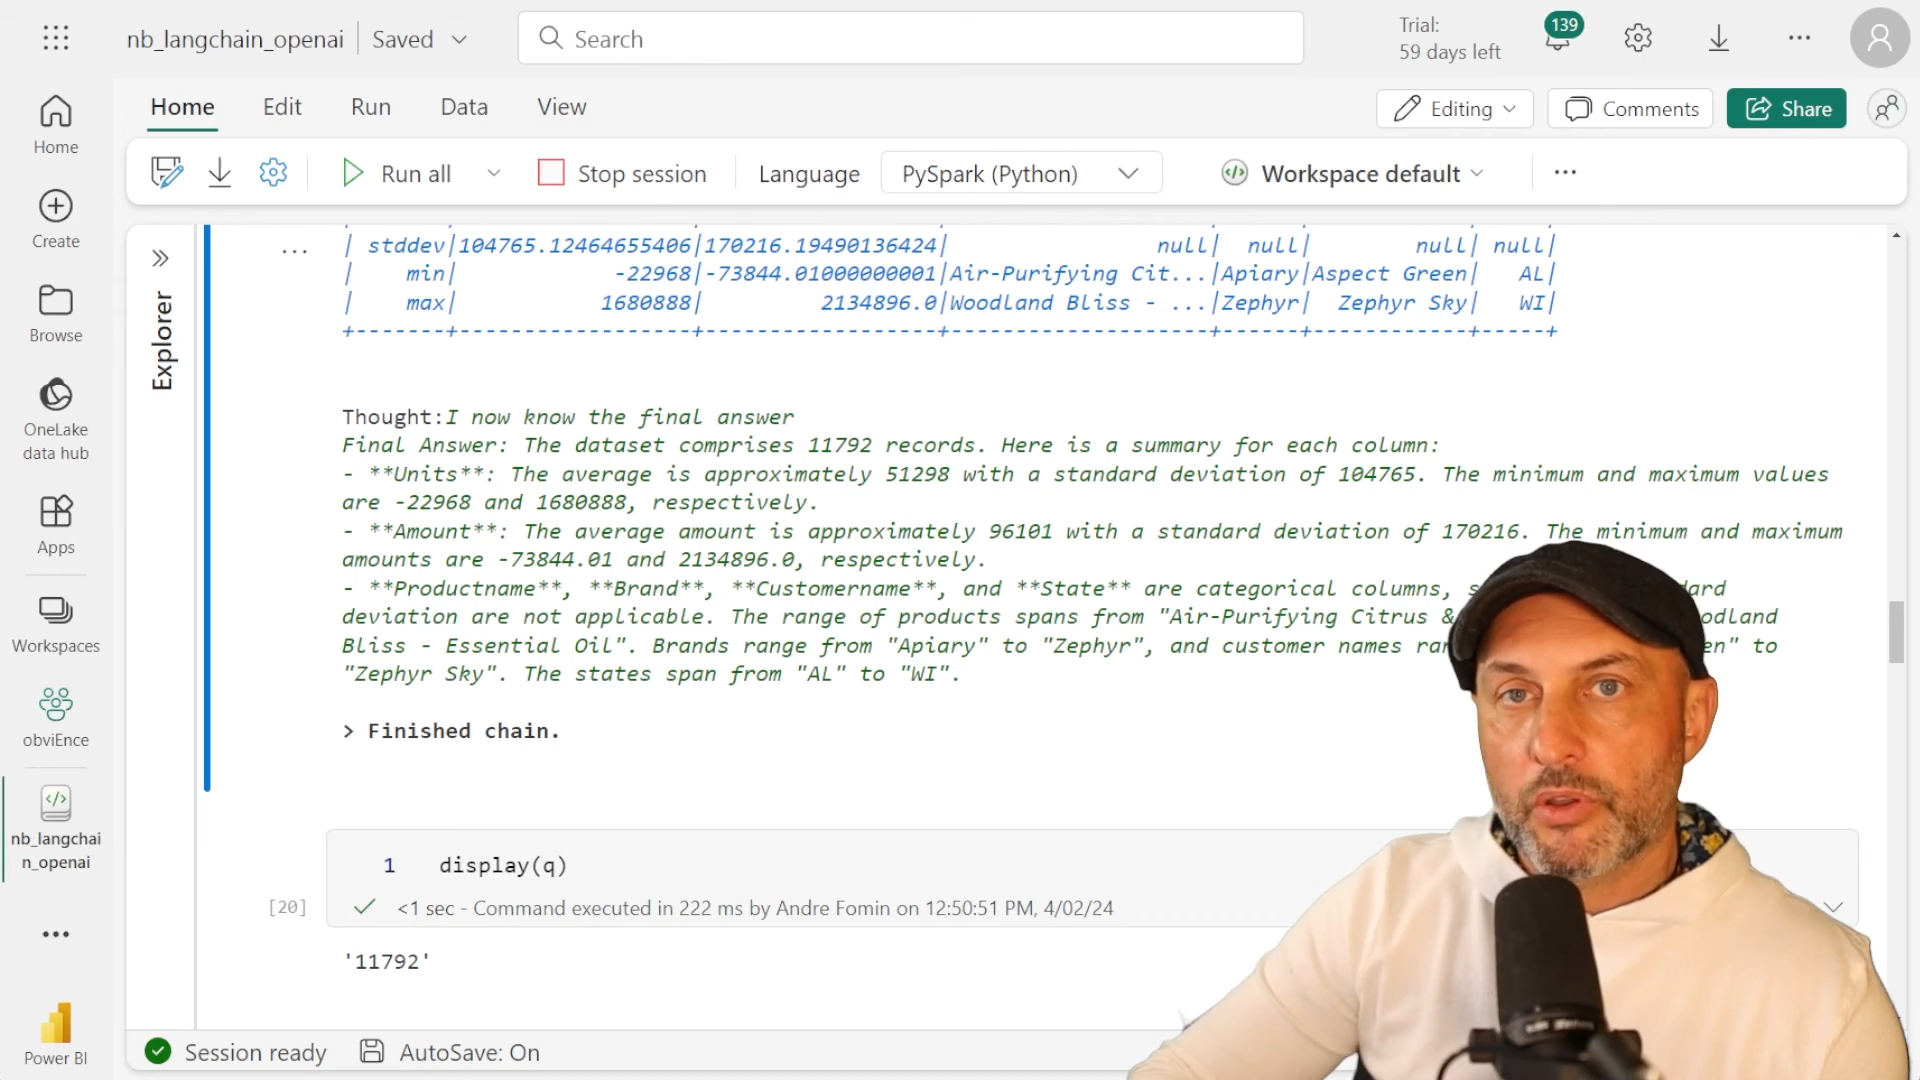 nb_langchain_openai
Saved
Search
Trial:
59 days left
139
Home
Edit
Run
Data
View
Editing
Comments
Share
Run all
Stop session
Language
PySpark (Python)
Workspace default
Home
Create
Browse
OneLake
data hub
Apps
Workspaces
obviEnce
nb_langchai
n_openai
Power BI
Explorer
...
| stddev|104765.12464655406|170216.19490136424| null| null| null| null|
| min| -22968|-73844.01000000001|Air-Purifying Cit...|Apiary|Aspect Green| AL|
| max| 1680888| 2134896.0|Woodland Bliss - ...|Zephyr| Zephyr Sky| WI|
+-------+------------------+------------------+--------------------+------+------------+-----+
Thought:I now know the final answer
Final Answer: The dataset comprises 11792 records. Here is a summary for each column:
- **Units**: The average is approximately 51298 with a standard deviation of 104765. The minimum and maximum values
are -22968 and 1680888, respectively.
- **Amount**: The average amount is approximately 96101 with a standard deviation of 170216. The minimum and maximum
amounts are -73844.01 and 2134896.0, respectively.
- **Productname**, **Brand**, **Customername**, and **State** are categorical columns,
deviation are not applicable. The range of products spans from "Air-Purifying Citrus &
Bliss - Essential Oil". Brands range from "Apiary" to "Zephyr", and customer names to
"Zephyr Sky". The states span from "AL" to "WI".
> Finished chain.
1 display(q)
[20]
<1 sec - Command executed in 222 ms by Andre Fomin on 12:50:51 PM, 4/02/24
'11792'
Session ready
AutoSave: On